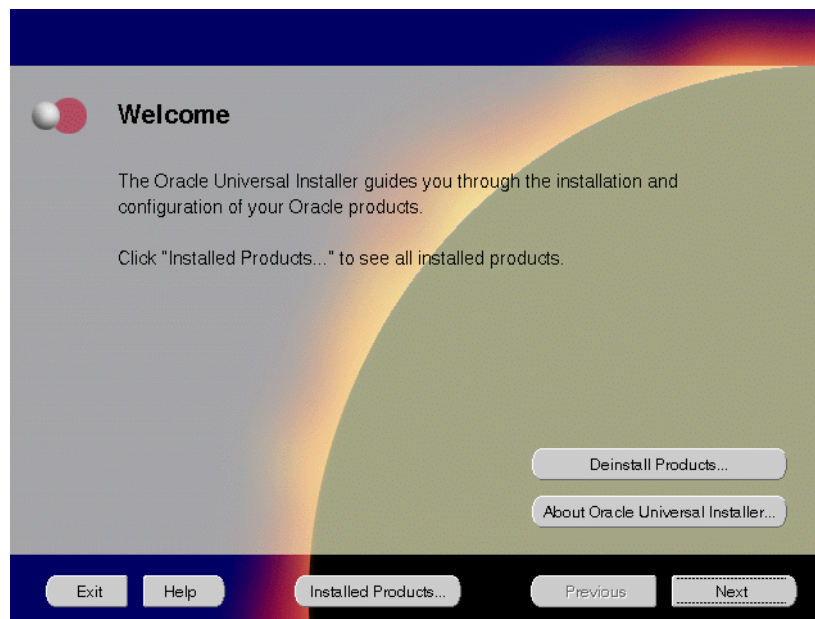 Welcome
The Oracle Universal Installer guides you through the installation and
configuration of your Oracle products.
Click "Installed Products..." to see all installed products.
Deinstall Products...
About Oracle Universal Installer...
Exit
Help
Installed Products...
Previous
Next